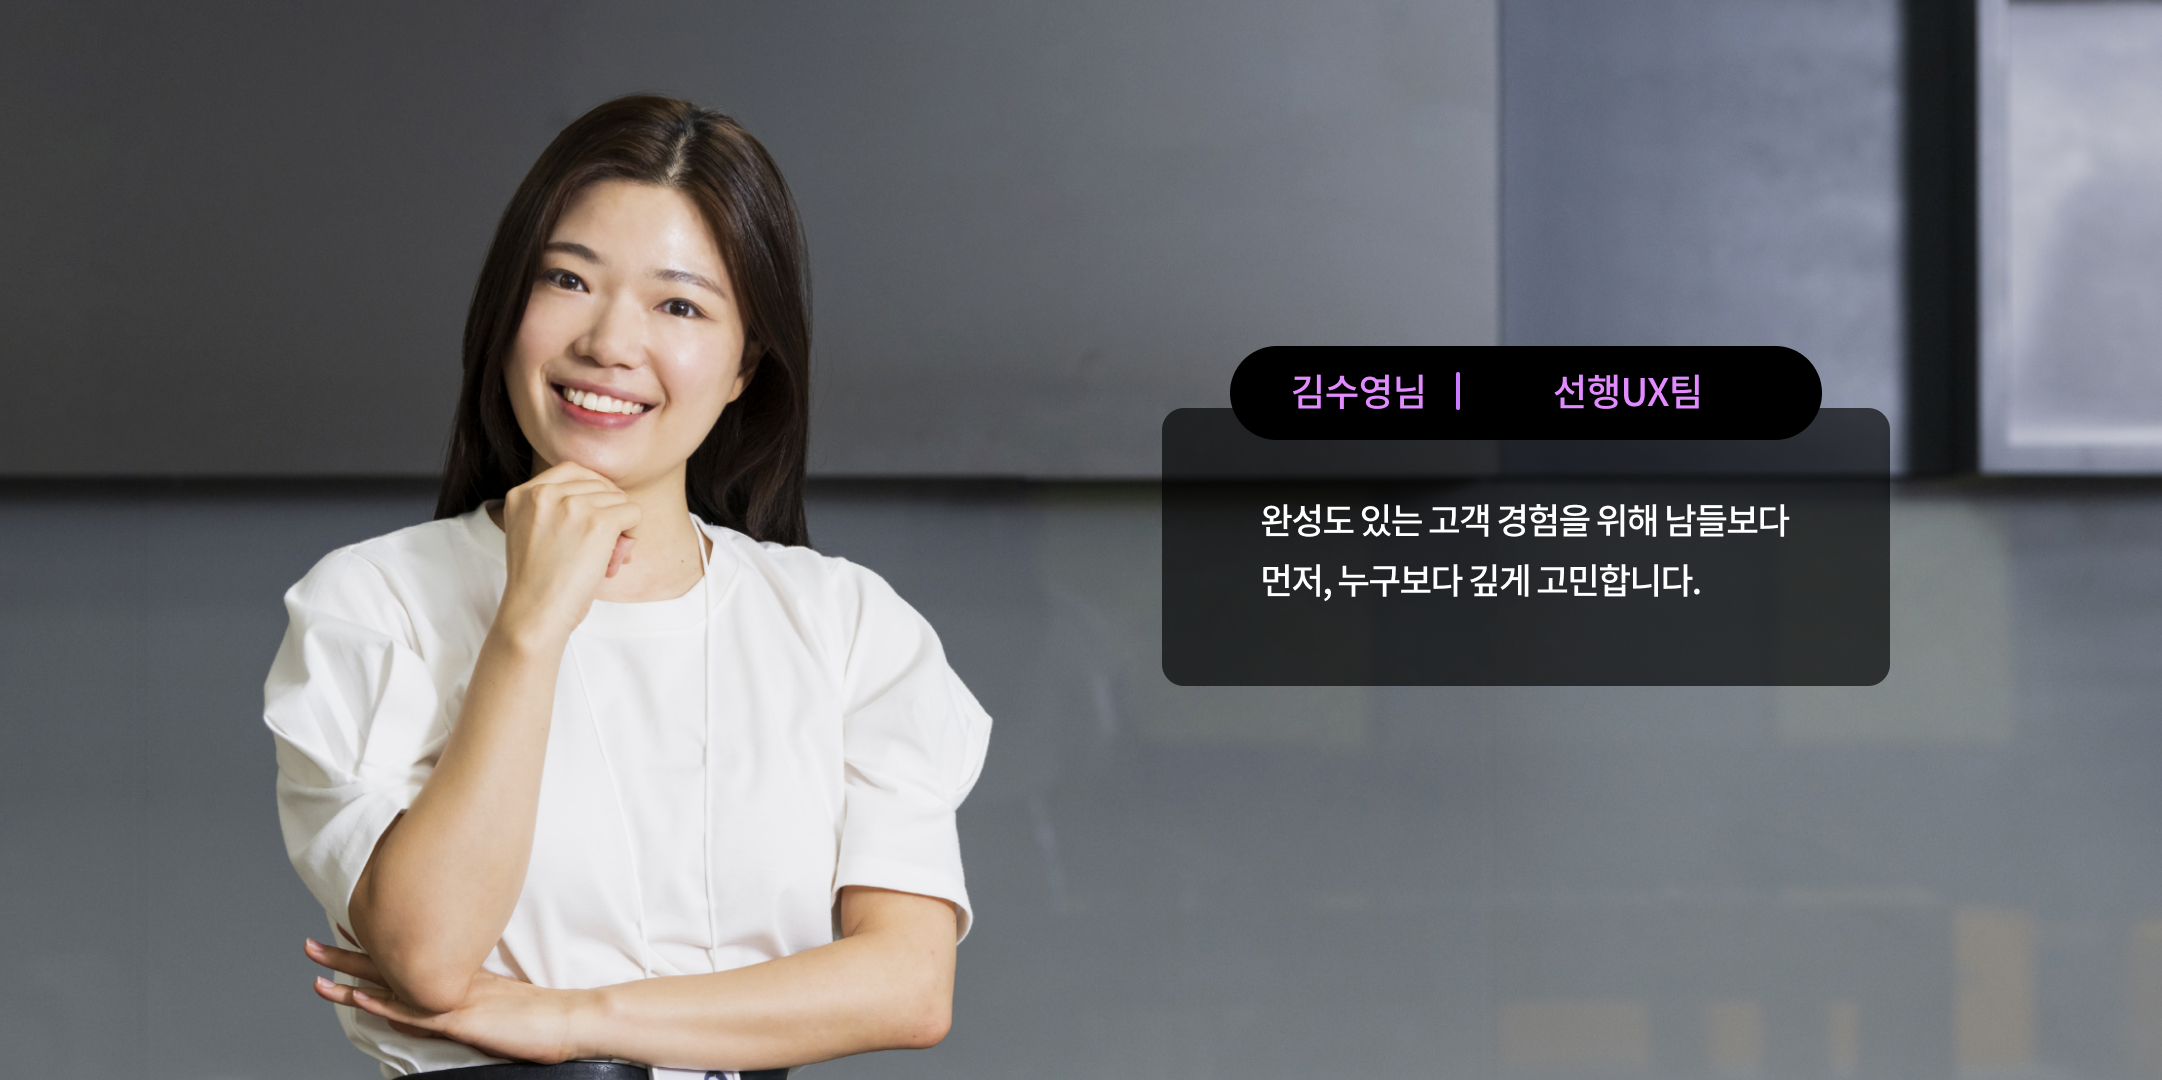 김수영님 | 선행UX팀
완성도 있는 고객 경험을 위해 남들보다
먼저, 누구보다 깊게 고민합니다.